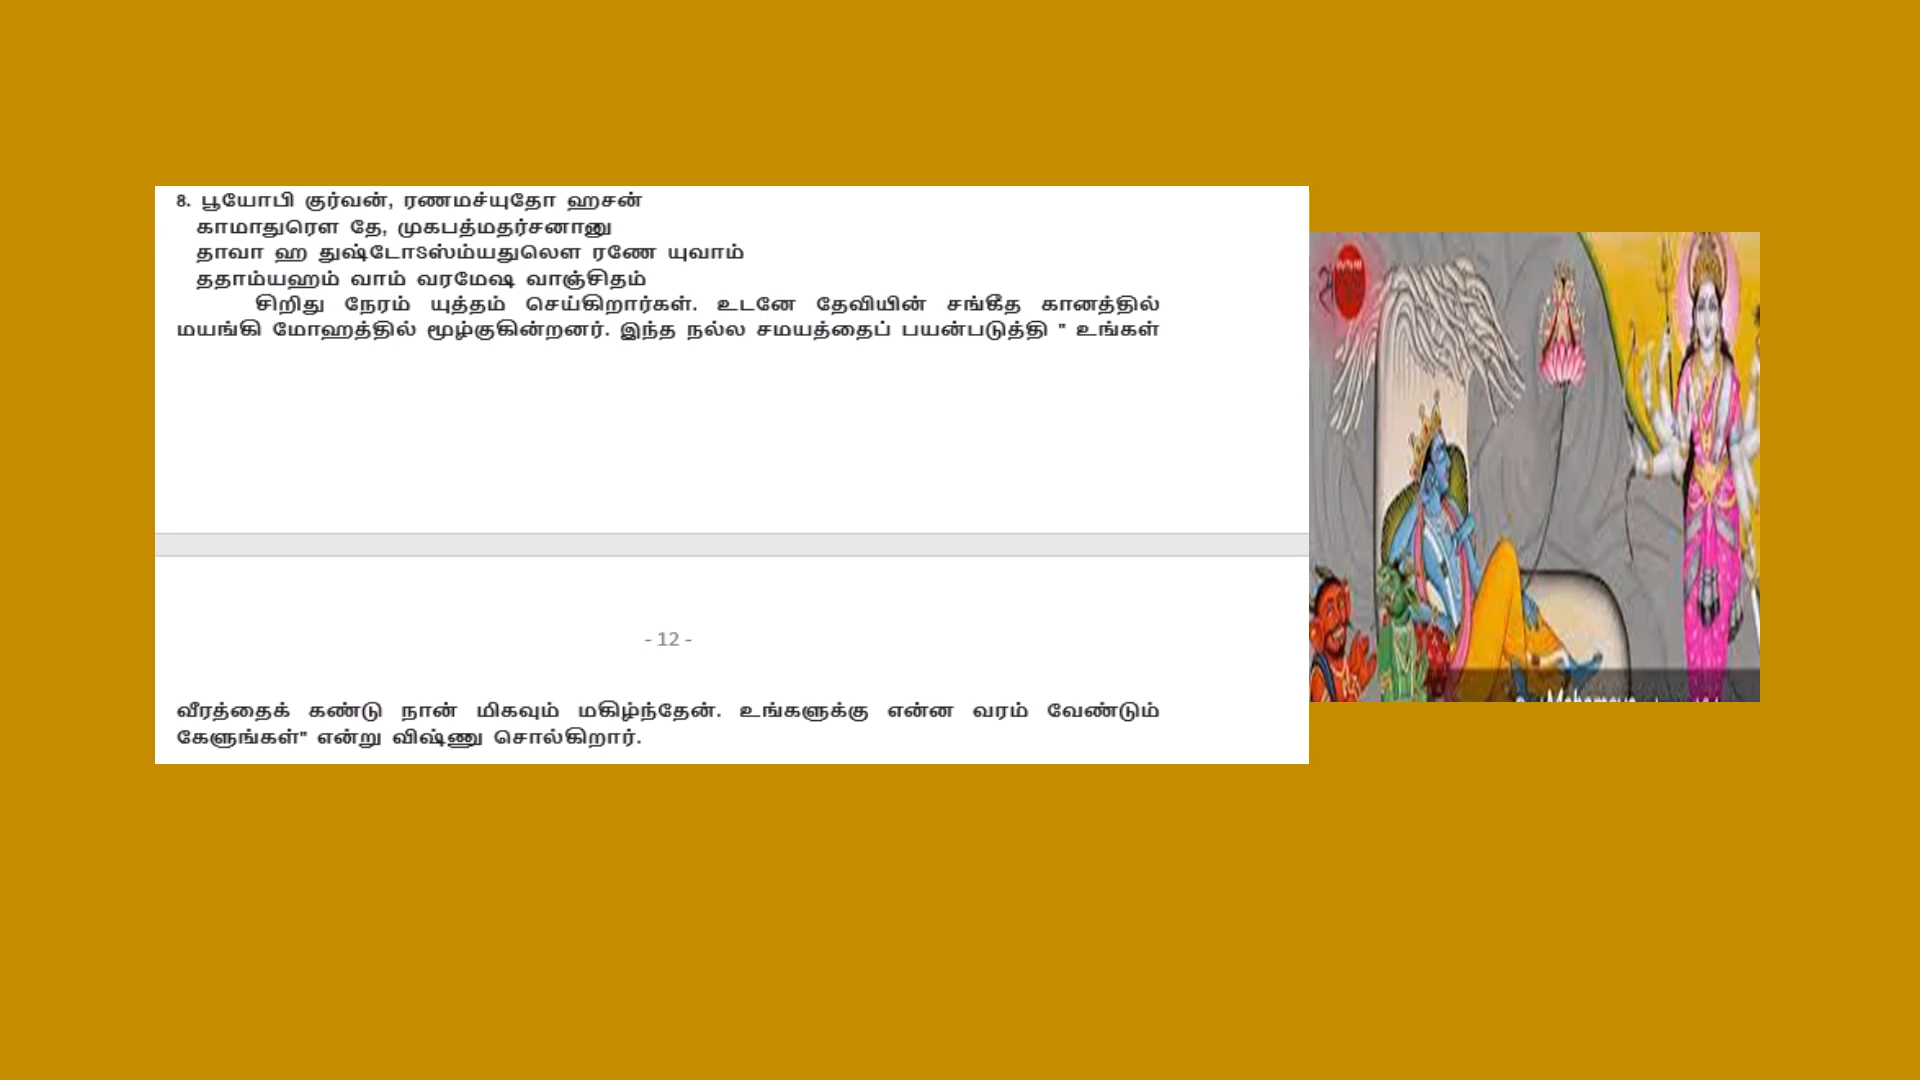 8. பூயோபி குர்வன், ரணமச்யுதோ ஹசன்
காமாதுரௌ தே, முகபத்மதர்சனானு
தாவா ஹ துஷ்டோSஸ்ம்யதுலௌ ரணே யுவாம்
ததாம்யஹம் வாம் வரமேஷ வாஞ்சிதம்
சிறிது நேரம் யுத்தம் செய்கிறார்கள். உடனே தேவியின் சங்கீத கானத்தில்
மயங்கி மோஹத்தில் மூழ்குகின்றனர். இந்த நல்ல சமயத்தைப் பயன்படுத்தி " உங்கள்
- 12 -
வீரத்தைக் கண்டு நான் மிகவும் மகிழ்ந்தேன். உங்களுக்கு என்ன வரம் வேண்டும்
கேளுங்கள்" என்று விஷ்ணு சொல்கிறார்.